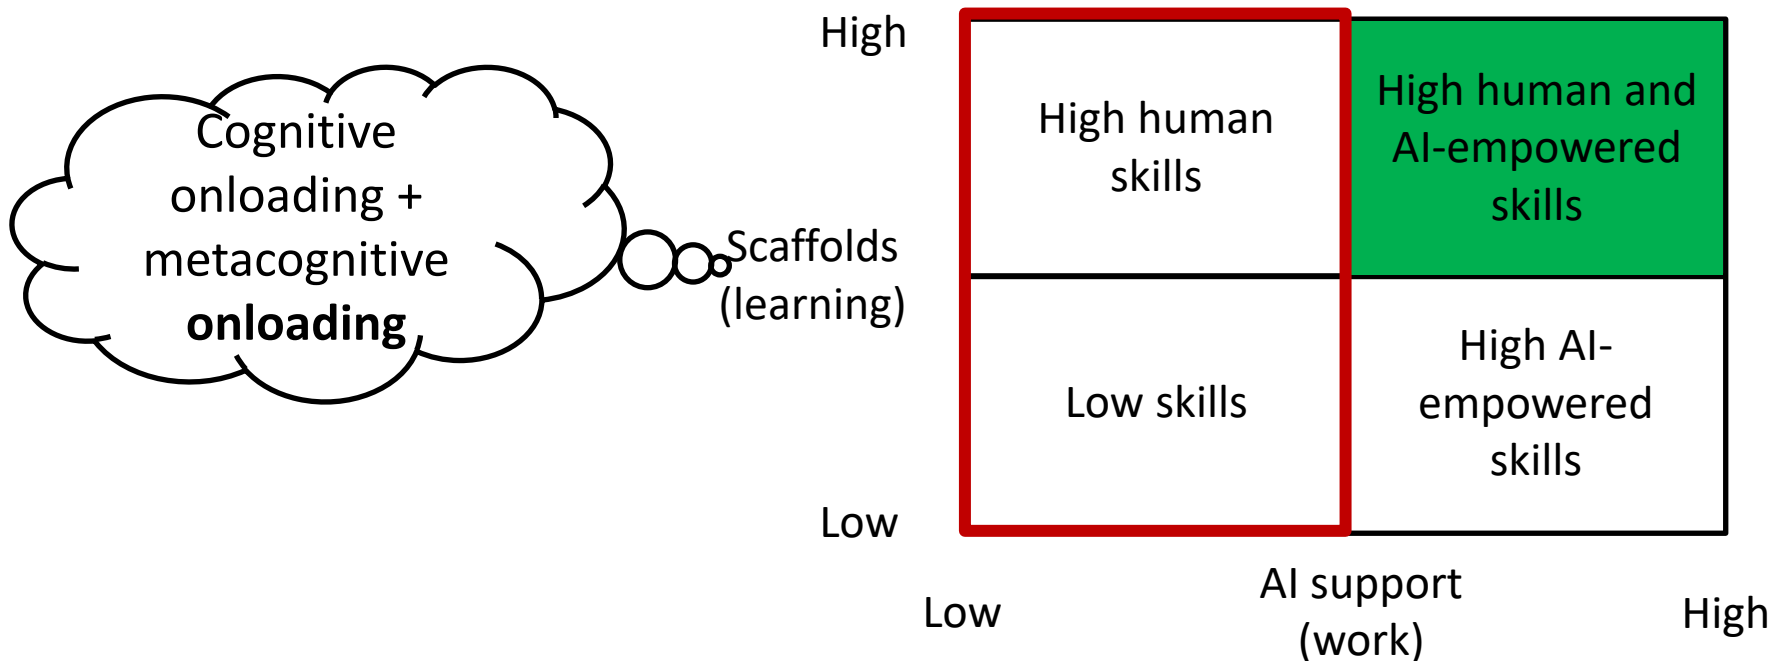 Cognitive
onloading +
metacognitive
onloading
Scaffolds
(learning)
High
Low
High human
skills
High human and
AI-empowered
skills
Low skills
High AI-
empowered
skills
Low
AI support
(work)
High